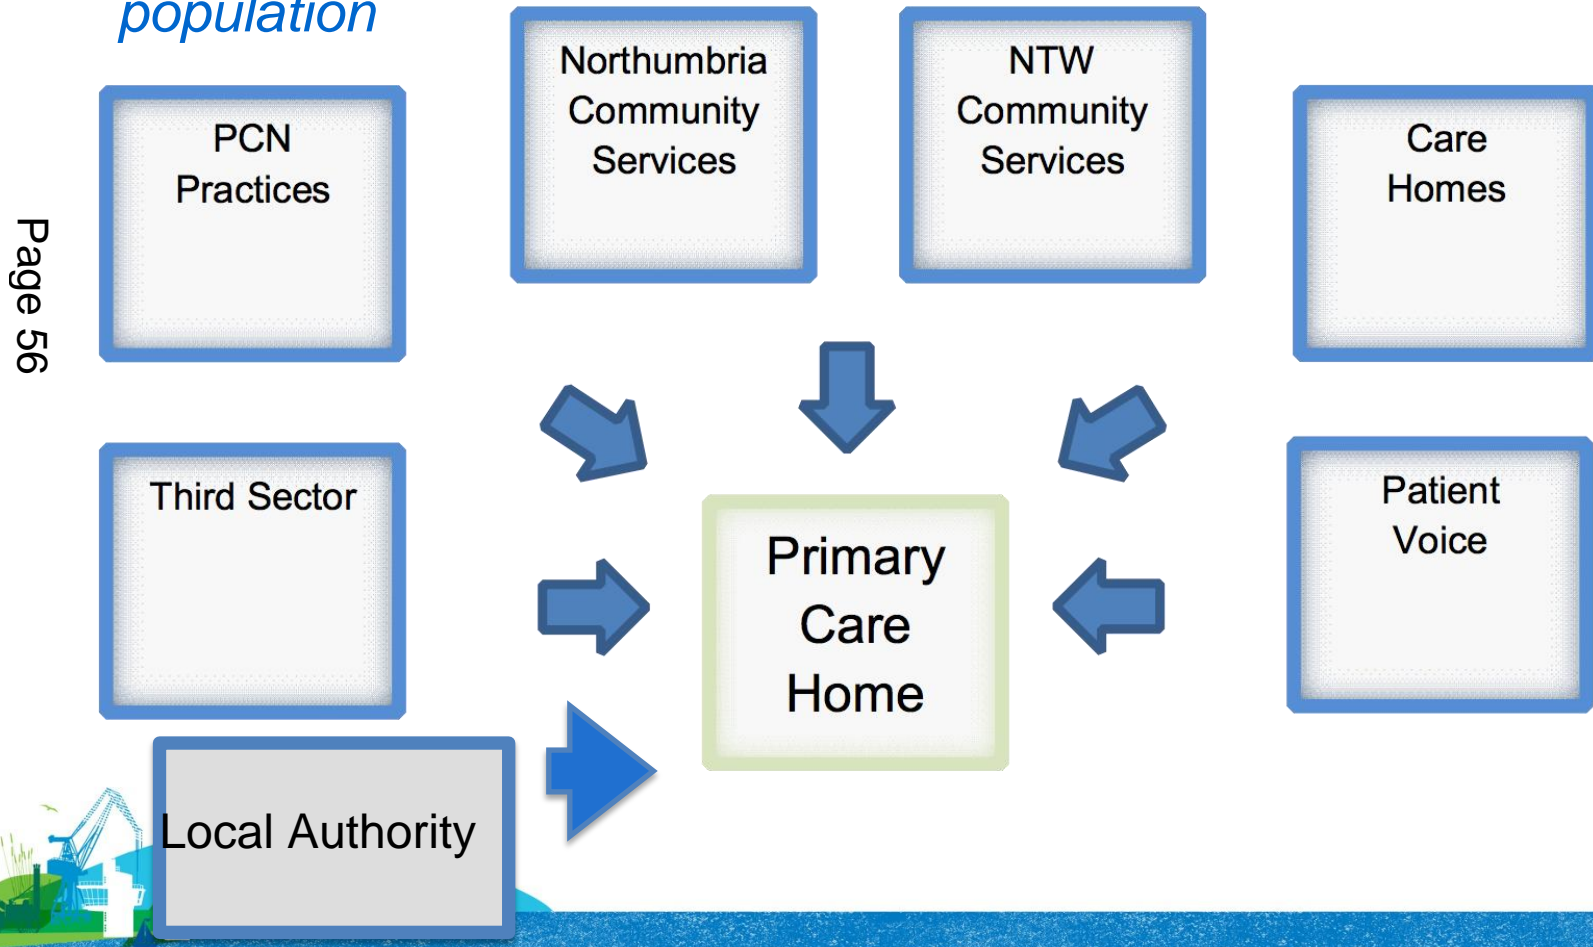 population
Northumbria
Community
Services
NTW
Community
Services
PCN
Practices
Care
Homes
Page 56
Third Sector
Patient
Voice
Primary
Care
Home
Local Authority